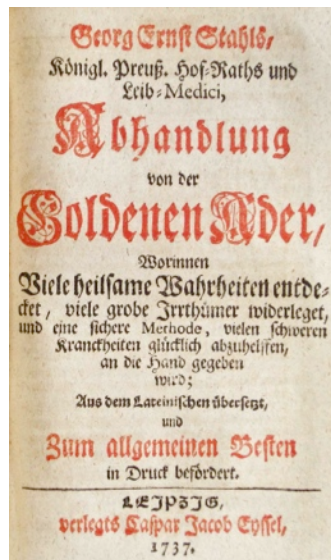 Georg Ernst Stahls,
Königl. Preuß. Hof-Raths und
Leib-Medici,
Abhandlung
von der
Goldenen Ader,
Worinnen
Viele heilsame Wahrheiten entde-
cket, viele grobe Irrthümer widerleget,
und eine sichere Methode, vielen schweren
Kranckheiten glücklich abzuhelffen,
an die Hand gegeben
wird;
Aus dem Lateinischen übersetzt,
und
Zum allgemeinen Besten
in Druck befördert.
LEJPZJG,
verlegts Caspar Jacob Eyssel,
1737.